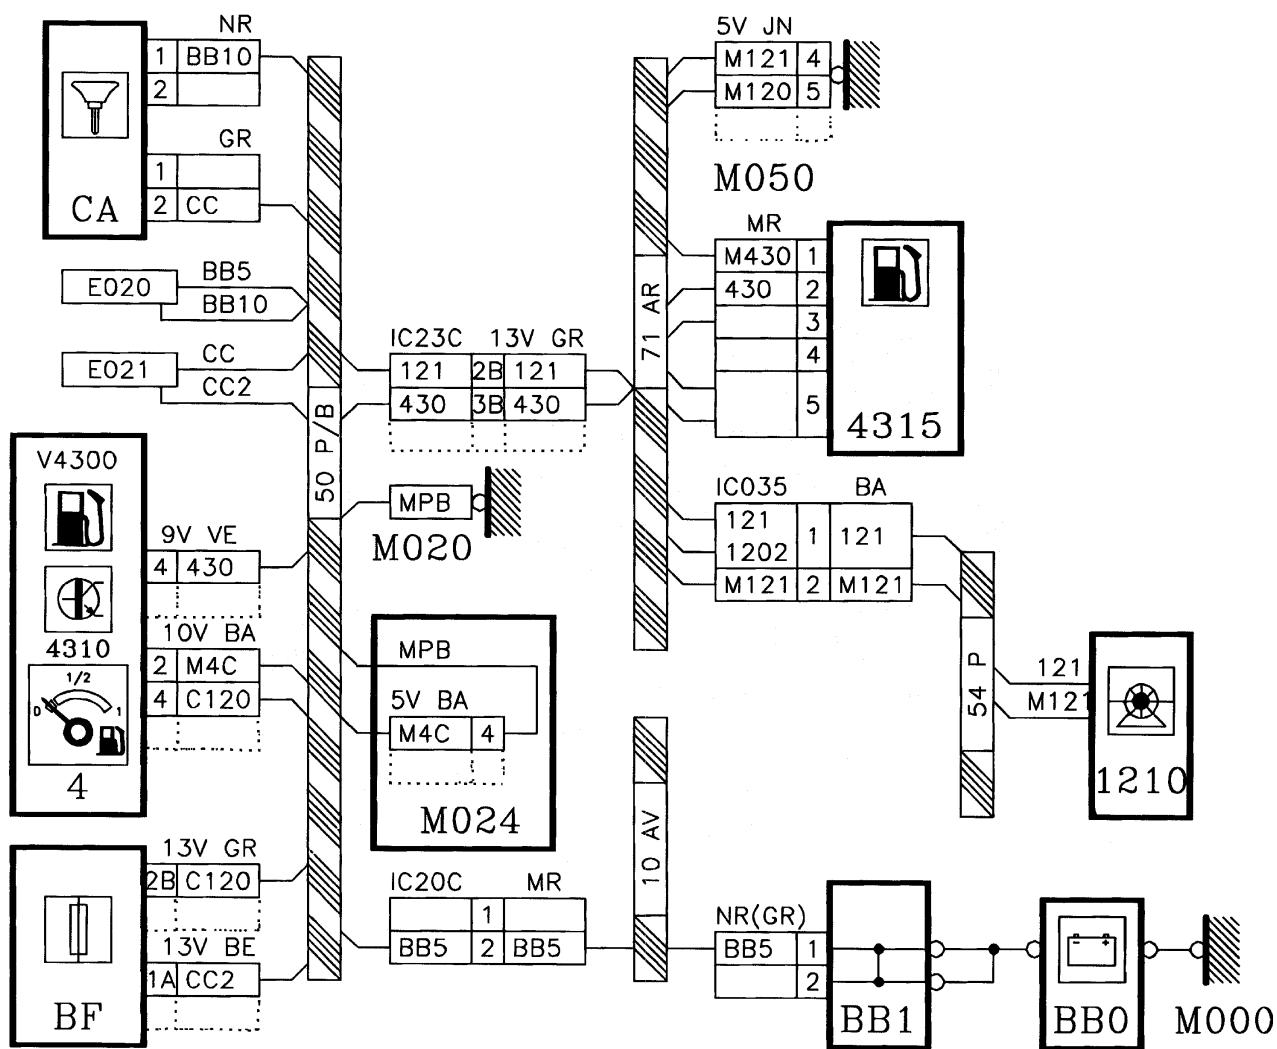 NR
1 BB10
2
GR
1
2 CC
CA
E020
BB5
BB10
E021
CC
CC2
50 P/B
V4300
9V VE
4 430
4310
10V BA
2 M4C
4 C120
1/2
0
1
4
13V GR
2B C120
13V BE
1A CC2
BF
IC23C 13V GR
121 2B 121
430 3B 430
MPB
M020
MPB
5V BA
M4C 4
M024
IC20C MR
1
BB5 2 BB5
71 AR
10 AV
5V JN
M121 4
M120 5
M050
MR
M430 1
430 2
3
4
5
4315
IC035 BA
121
1202
1 121
M121 2 M121
54 P
121
M121
1210
NR(GR)
BB5 1
2
BB1
BB0
M000